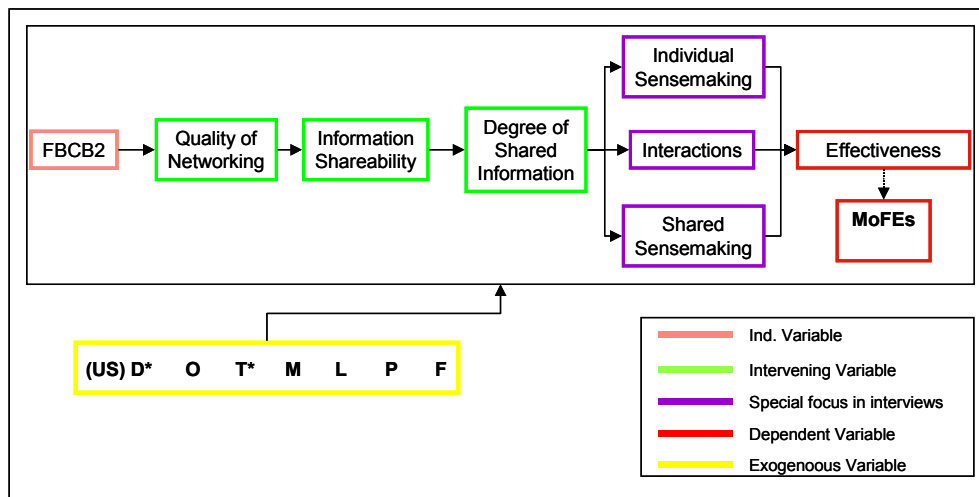 FBCB2
Quality of
Networking
Information
Shareability
Degree of
Shared
Information
Individual
Sensemaking
Interactions
Shared
Sensemaking
Effectiveness
MoFEs
(US) D* O T* M L P F
Ind. Variable
Intervening Variable
Special focus in interviews
Dependent Variable
Exogenoous Variable